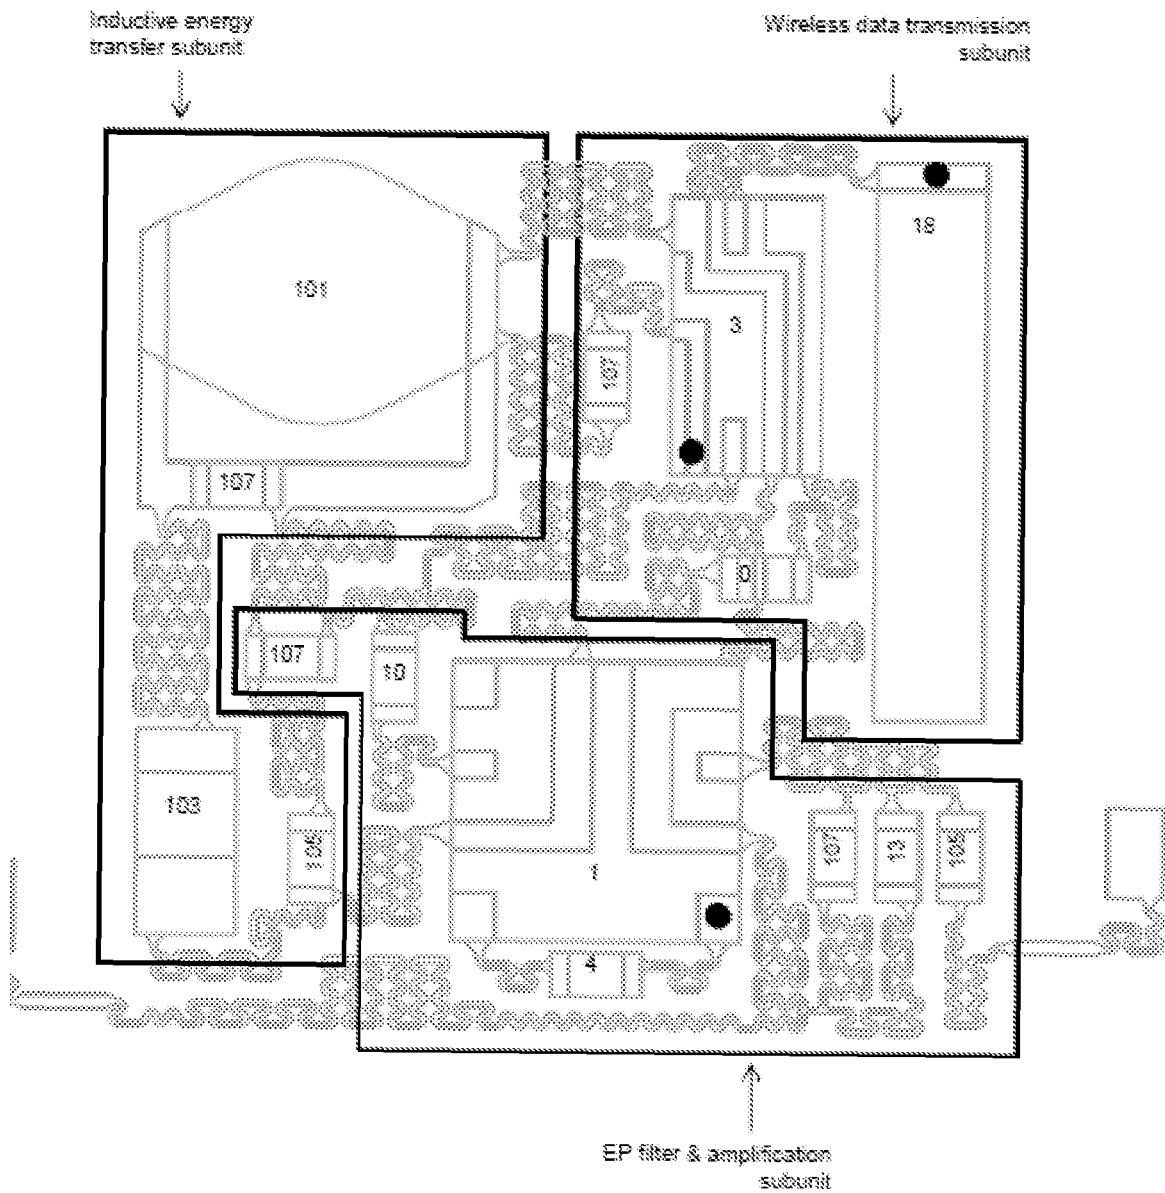 Inductive energy
transfer subunit
Wireless data transmission
subunit
18
101
3
107
107
0
107
10
103
105
107
13
105
1
4
EP filter & amplification
subunit